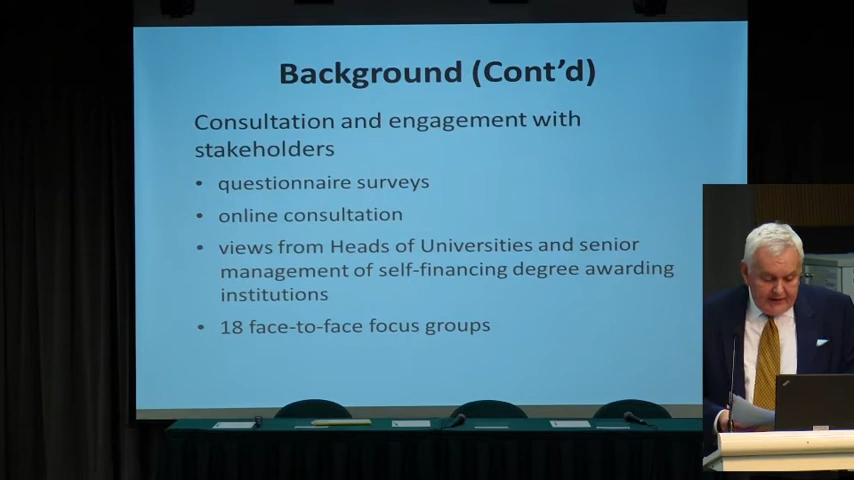 Background (Cont'd)
Consultation and engagement with
stakeholders
• questionnaire surveys
• online consultation
• views from Heads of Universities and senior
management of self-financing degree awarding
institutions
• 18 face-to-face focus groups